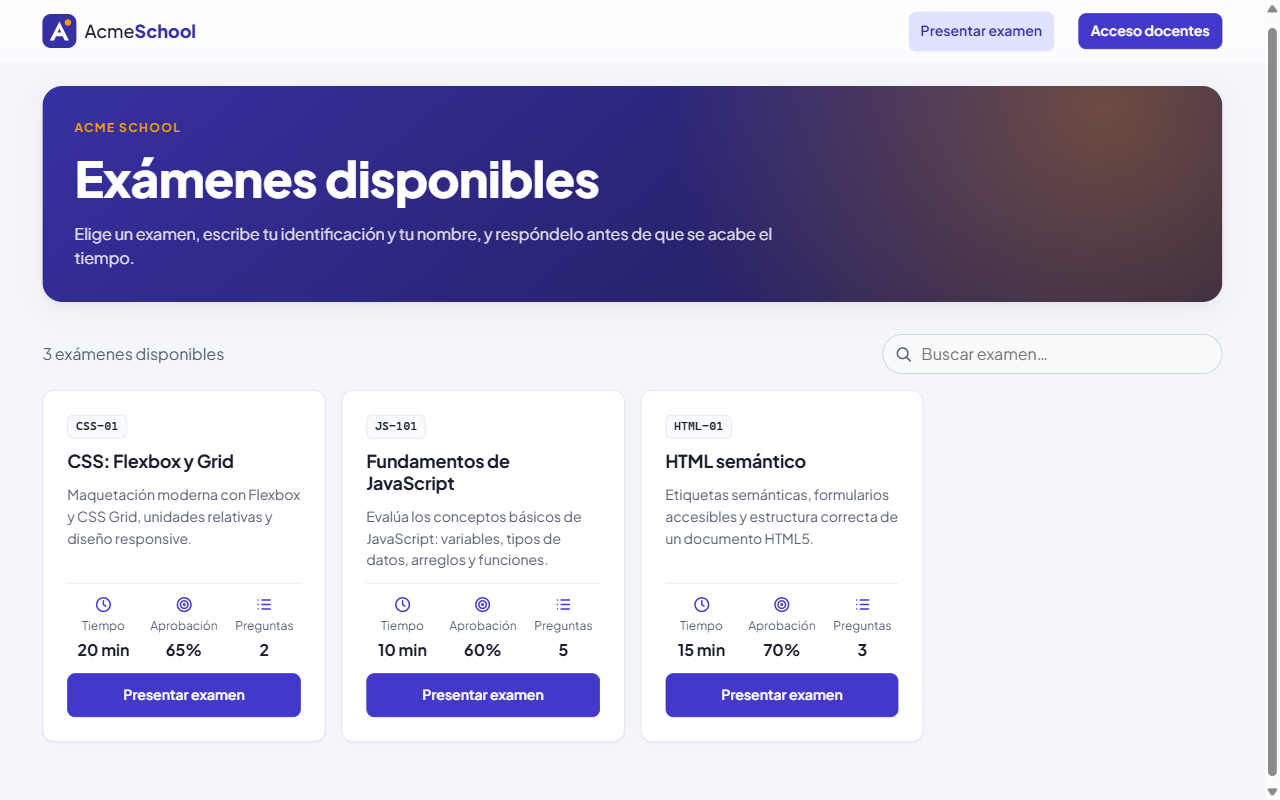 AcmeSchool
Presentar examen
Acceso docentes
ACME SCHOOL
Exámenes disponibles
Elige un examen, escribe tu identificación y tu nombre, y respóndelo antes de que se acabe el
tiempo.
3 exámenes disponibles
Buscar examen...
CSS-01
CSS: Flexbox y Grid
Maquetación moderna con Flexbox
y CSS Grid, unidades relativas y
diseño responsive.
Tiempo Aprobación Preguntas
20 min 65% 2
Presentar examen
JS-101
Fundamentos de
JavaScript
Evalúa los conceptos básicos de
JavaScript: variables, tipos de
datos, arreglos y funciones.
Tiempo Aprobación Preguntas
10 min 60% 5
Presentar examen
HTML-01
HTML semántico
Etiquetas semánticas, formularios
accesibles y estructura correcta de
un documento HTML5.
Tiempo Aprobación Preguntas
15 min 70% 3
Presentar examen